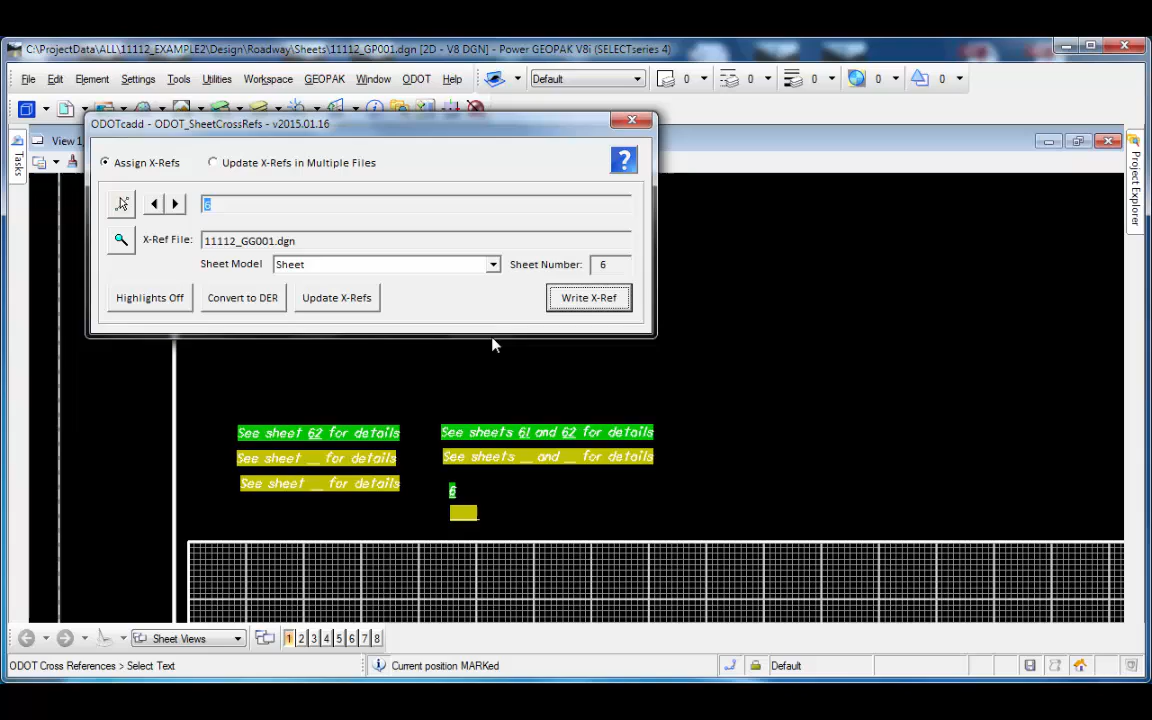 C:\ProjectData\ALL\11112_EXAMPLE2\Design\Roadway\Sheets\11112_GP001.dgn [2D - V8 DGN] - Power GEOPAK V8i (SELECTseries 4)
File Edit Element Settings Tools Utilities Workspace GEOPAK Window ODOT Help
Default 0 0 0 0 0
ODOTcadd - ODOT_SheetCrossRefs - v2015.01.16
View 1
Tasks
Project Explorer
Assign X-Refs Update X-Refs in Multiple Files ?
6
X-Ref File: 11112_GG001.dgn
Sheet Model Sheet Sheet Number: 6
Highlights Off Convert to DER Update X-Refs Write X-Ref
See sheet 62 for details See sheets 61 and 62 for details
See sheet __ for details See sheets __ and __ for details
See sheet __ for details
6
Sheet Views 1 2 3 4 5 6 7 8
ODOT Cross References > Select Text Current position MARKed Default